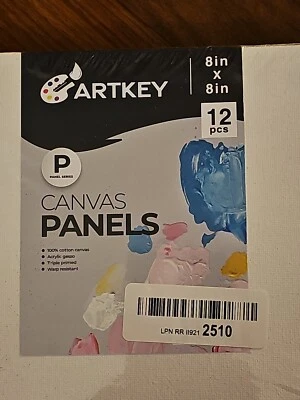 ARTKEY
8in
x
8in
12
pcs
P
PANEL SERIES
CANVAS
PANELS
100% cotton canvas
Acrylic gesso
Triple primed
Warp resistant
LPN RR II921 2510